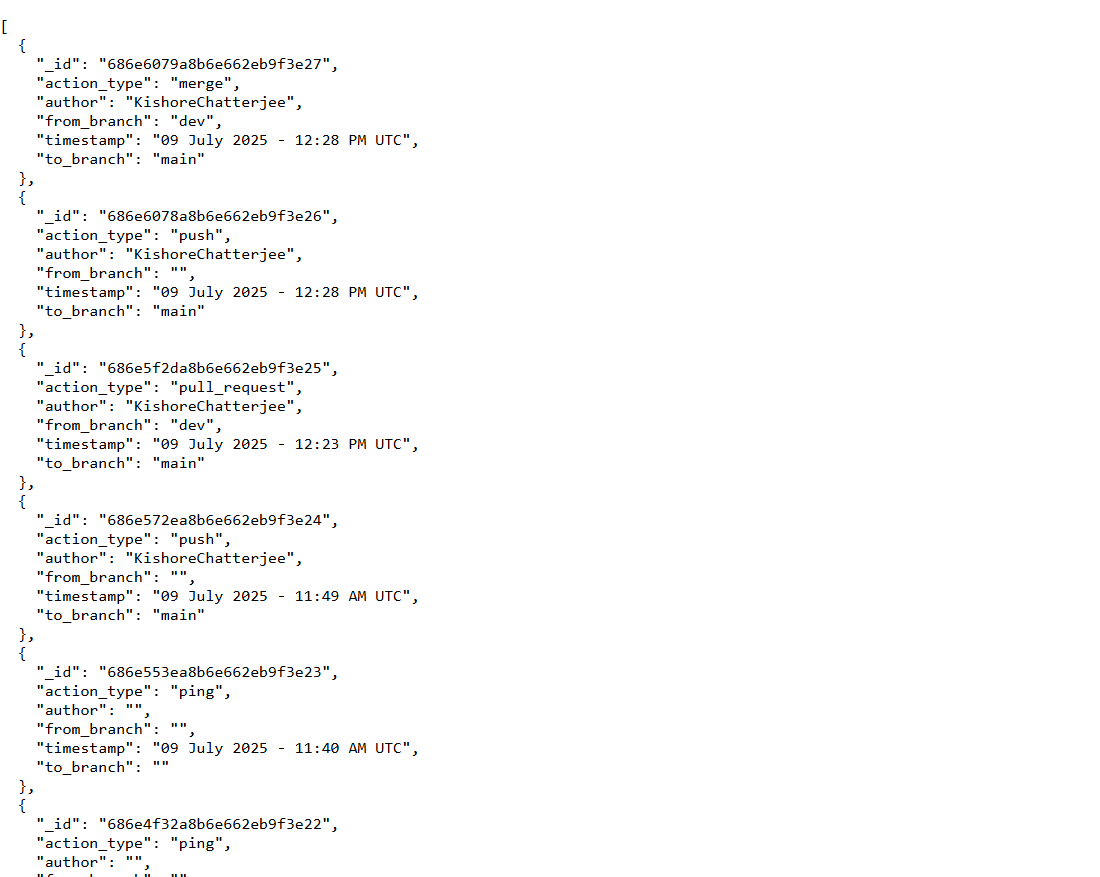 [
  {
    "_id": "686e6079a8b6e662eb9f3e27",
    "action_type": "merge",
    "author": "KishoreChatterjee",
    "from_branch": "dev",
    "timestamp": "09 July 2025 - 12:28 PM UTC",
    "to_branch": "main"
  },
  {
    "_id": "686e6078a8b6e662eb9f3e26",
    "action_type": "push",
    "author": "KishoreChatterjee",
    "from_branch": "",
    "timestamp": "09 July 2025 - 12:28 PM UTC",
    "to_branch": "main"
  },
  {
    "_id": "686e5f2da8b6e662eb9f3e25",
    "action_type": "pull_request",
    "author": "KishoreChatterjee",
    "from_branch": "dev",
    "timestamp": "09 July 2025 - 12:23 PM UTC",
    "to_branch": "main"
  },
  {
    "_id": "686e572ea8b6e662eb9f3e24",
    "action_type": "push",
    "author": "KishoreChatterjee",
    "from_branch": "",
    "timestamp": "09 July 2025 - 11:49 AM UTC",
    "to_branch": "main"
  },
  {
    "_id": "686e553ea8b6e662eb9f3e23",
    "action_type": "ping",
    "author": "",
    "from_branch": "",
    "timestamp": "09 July 2025 - 11:40 AM UTC",
    "to_branch": ""
  },
  {
    "_id": "686e4f32a8b6e662eb9f3e22",
    "action_type": "ping",
    "author": "",